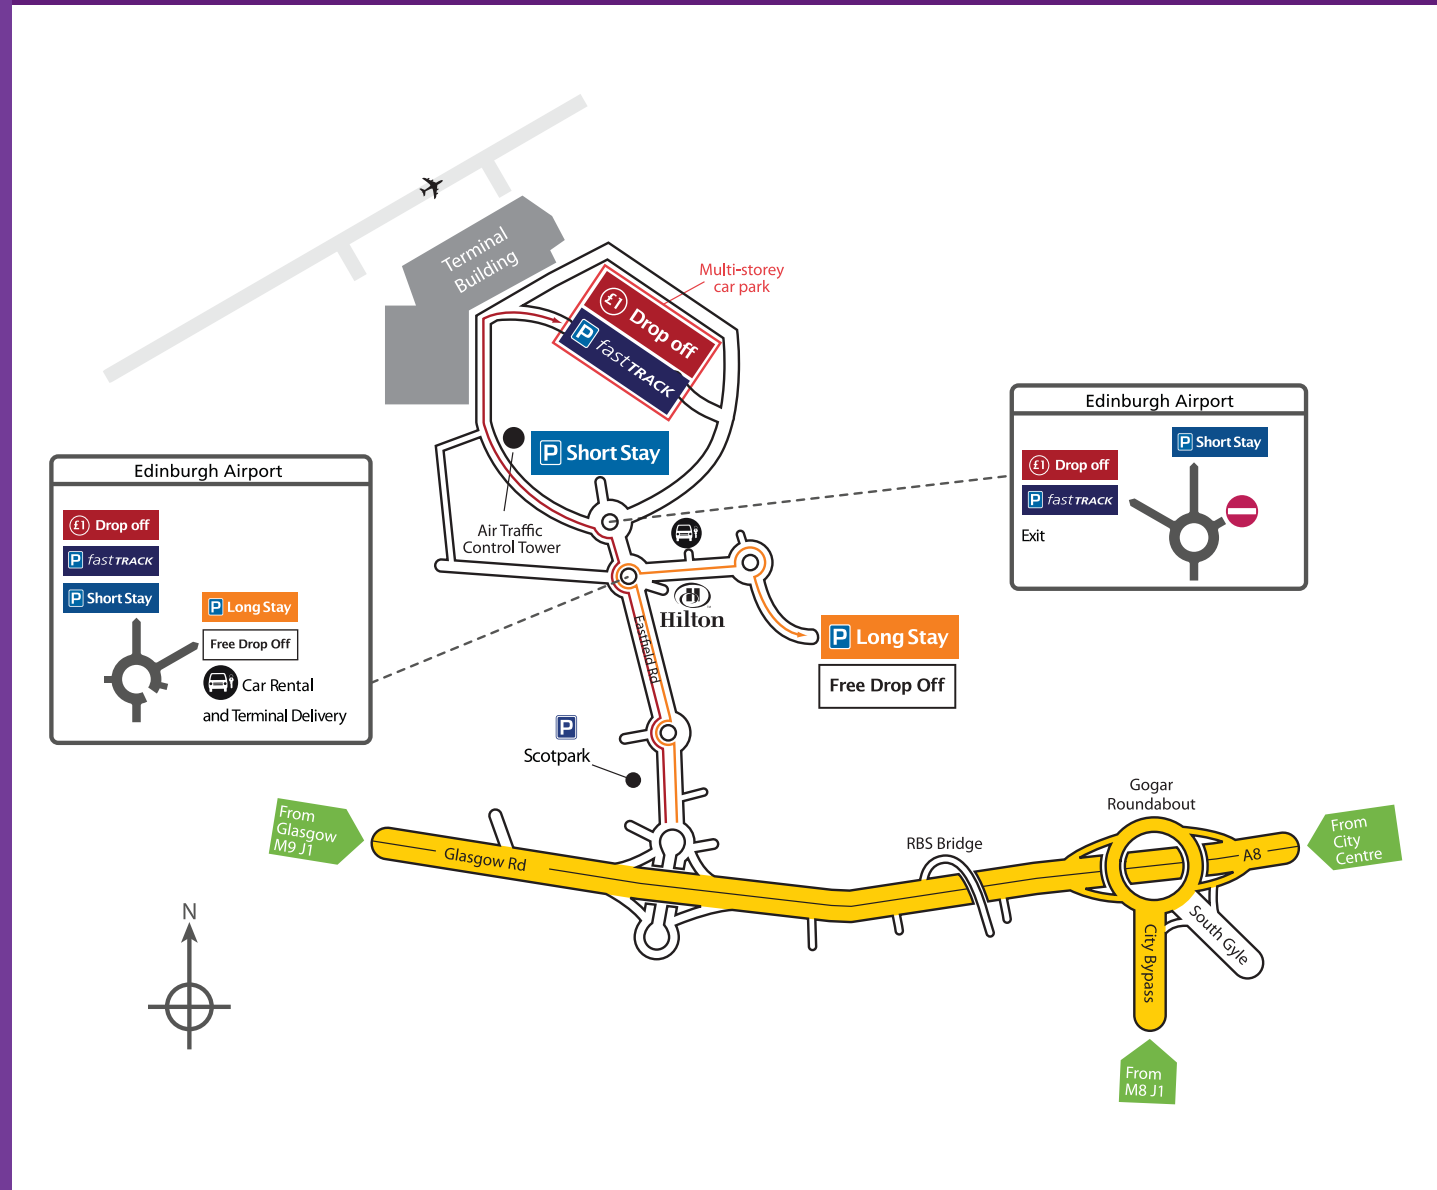 Terminal
Building
Multi-storey
car park
£1 Drop off
P fastTRACK
P Short Stay
Air Traffic
Control Tower
Edinburgh Airport
£1 Drop off
P fastTRACK
P Short Stay
P Long Stay
Free Drop Off
Car Rental
and Terminal Delivery
Edinburgh Airport
P Short Stay
£1 Drop off
P fastTRACK
Exit
H
Hilton
Eastfield Rd
P Long Stay
Free Drop Off
P
Scotpark
From
Glasgow
M9 J1
Glasgow Rd
RBS Bridge
Gogar
Roundabout
A8
From
City
Centre
South Gyle
City Bypass
From
M8 J1
N